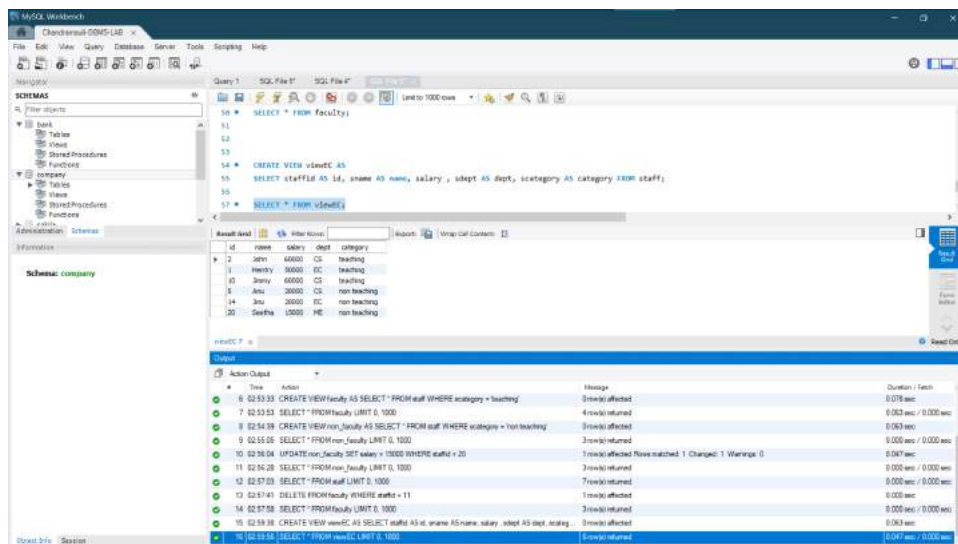 MySQL Workbench
Chandramauli-DBMS-LAB ×
File Edit View Query Database Server Tools Scripting Help
Navigator
Query 1 SQL File 5* SQL File 4*
SCHEMAS
Filter objects
Limit to 1000 rows
bank
Tables
Views
Stored Procedures
Functions
company
Tables
Views
Stored Procedures
Functions
Administration Schemas
Information
Schema: company
50 SELECT * FROM faculty;
51
52
53
54 CREATE VIEW viewEC AS
55 SELECT staffid AS id, sname AS name, salary , sdept AS dept, scategory AS category FROM staff;
56
57 SELECT * FROM viewEC;
Result Grid Filter Rows: Export: Wrap Cell Content:
id name salary dept category
2 John 60000 CS teaching
1 Henry 50000 EC teaching
10 Jimmy 60000 CS teaching
5 Anu 20000 CS non teaching
14 Jinu 20000 EC non teaching
20 Seetha 15000 ME non teaching
Result Grid
Form Editor
viewEC 7 × Read On
Output
Action Output
# Time Action Message Duration / Fetch
6 02:53:33 CREATE VIEW faculty AS SELECT * FROM staff WHERE scategory = 'teaching' 0 row(s) affected 0.078 sec
7 02:53:53 SELECT * FROM faculty LIMIT 0, 1000 4 row(s) returned 0.063 sec / 0.000 sec
8 02:54:39 CREATE VIEW non_faculty AS SELECT * FROM staff WHERE scategory = 'non teaching' 0 row(s) affected 0.063 sec
9 02:55:05 SELECT * FROM non_faculty LIMIT 0, 1000 3 row(s) returned 0.000 sec / 0.000 sec
10 02:56:04 UPDATE non_faculty SET salary = 15000 WHERE staffid = 20 1 row(s) affected Rows matched: 1 Changed: 1 Warnings: 0 0.047 sec
11 02:56:28 SELECT * FROM non_faculty LIMIT 0, 1000 3 row(s) returned 0.000 sec / 0.000 sec
12 02:57:03 SELECT * FROM staff LIMIT 0, 1000 7 row(s) returned 0.000 sec / 0.000 sec
13 02:57:41 DELETE FROM faculty WHERE staffid = 11 1 row(s) affected 0.000 sec
14 02:57:58 SELECT * FROM faculty LIMIT 0, 1000 3 row(s) returned 0.000 sec / 0.000 sec
15 02:59:38 CREATE VIEW viewEC AS SELECT staffid AS id, sname AS name, salary , sdept AS dept, scateg... 0 row(s) affected 0.063 sec
16 02:59:56 SELECT * FROM viewEC LIMIT 0, 1000 6 row(s) returned 0.047 sec / 0.000 sec
Object Info Session